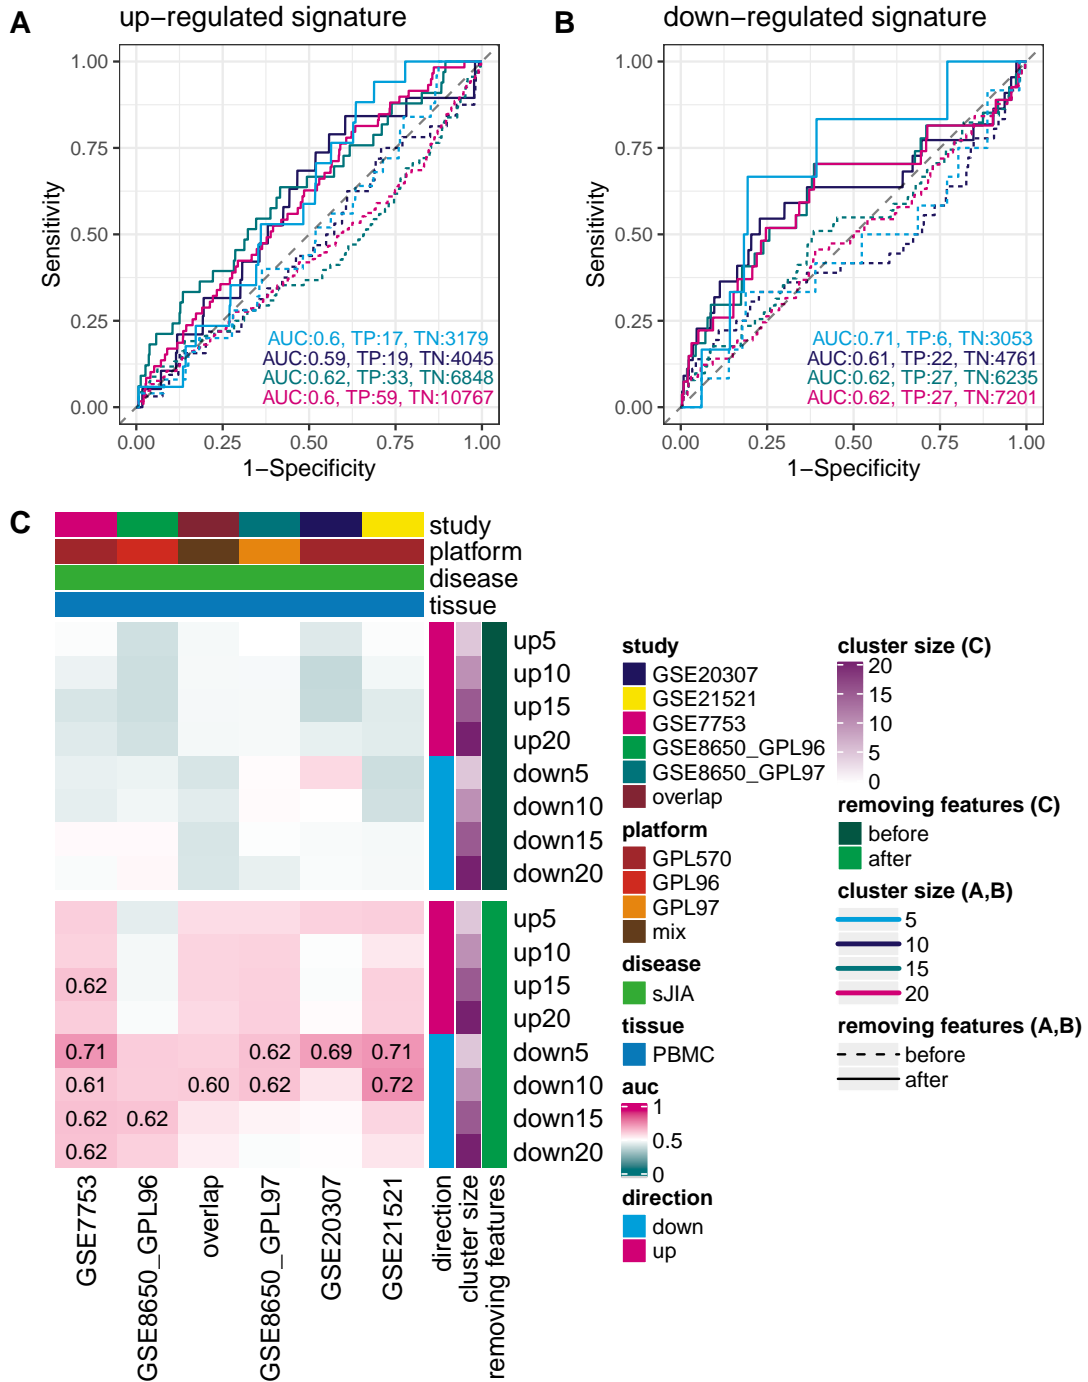 A
up−regulated signature
1.00
0.75
0.50
0.25
0.00
Sensitivity
AUC:0.6, TP:17, TN:3179
AUC:0.59, TP:19, TN:4045
AUC:0.62, TP:33, TN:6848
AUC:0.6, TP:59, TN:10767
0.00 0.25 0.50 0.75 1.00
1−Specificity
B
down−regulated signature
1.00
0.75
0.50
0.25
0.00
Sensitivity
AUC:0.71, TP:6, TN:3053
AUC:0.61, TP:22, TN:4761
AUC:0.62, TP:27, TN:6235
AUC:0.62, TP:27, TN:7201
0.00 0.25 0.50 0.75 1.00
1−Specificity
C
study
platform
disease
tissue
up5
up10
up15
up20
down5
down10
down15
down20
up5
up10
0.62 up15
up20
0.71 0.62 0.69 0.71 down5
0.61 0.60 0.62 0.72 down10
0.62 0.62 down15
0.62 down20
GSE7753
GSE8650_GPL96
overlap
GSE8650_GPL97
GSE20307
GSE21521
direction
cluster size
removing features
study
GSE20307
GSE21521
GSE7753
GSE8650_GPL96
GSE8650_GPL97
overlap
platform
GPL570
GPL96
GPL97
mix
disease
sJIA
tissue
PBMC
auc
1
0.5
0
direction
down
up
cluster size (C)
20
15
10
5
0
removing features (C)
before
after
cluster size (A,B)
5
10
15
20
removing features (A,B)
before
after